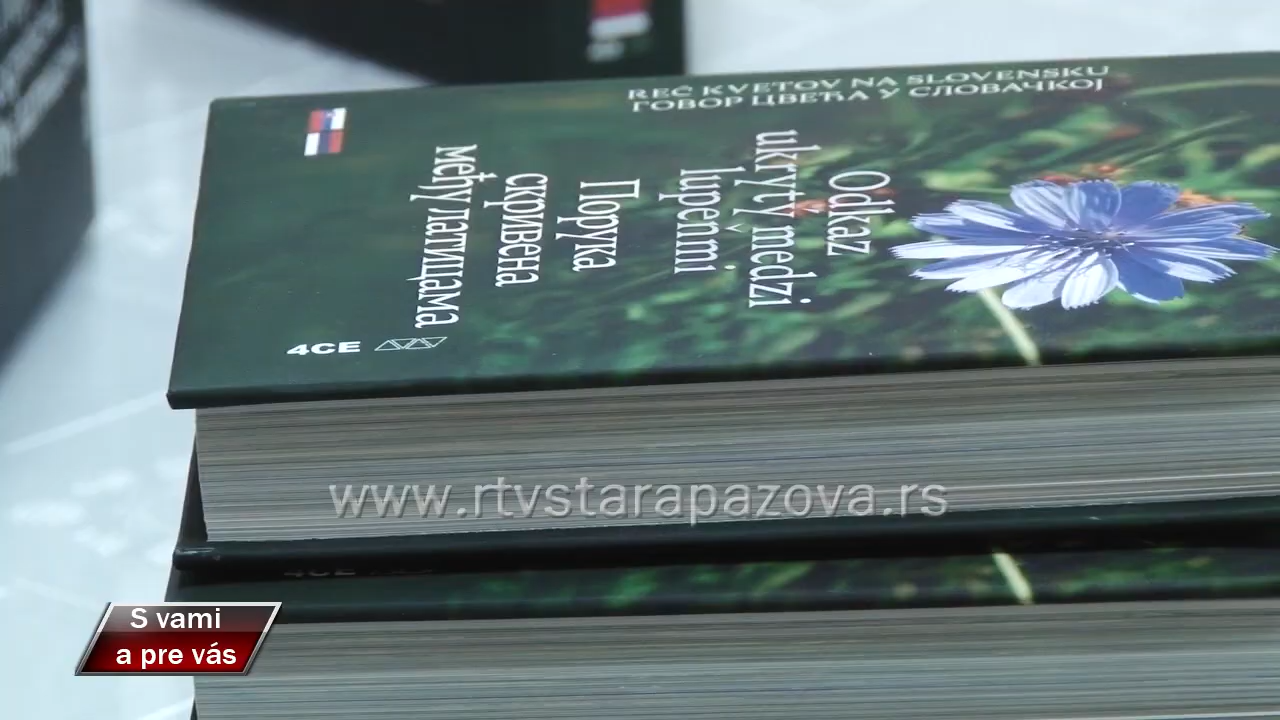 REČ KVETOV NA SLOVENSKU
ГОВОР ЦВЕЋА У СЛОВАЧКОЈ
Odkaz
ukrytý medzi
lupeňmi
Порука
скривена
међу латицама
4CE
www.rtvstarapazova.rs
4CE
S vami
a pre vás